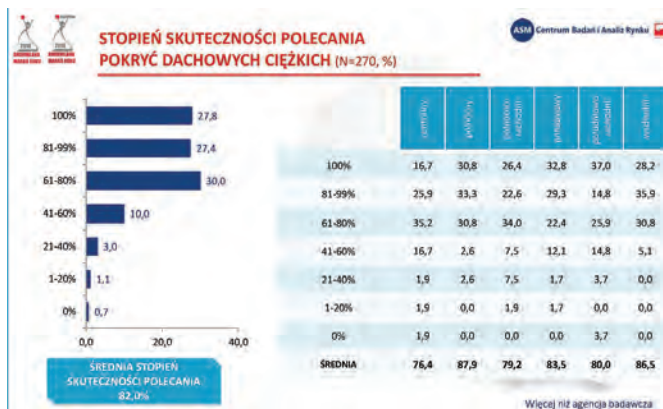 STOPIEŃ SKUTECZNOŚCI POLECANIA
POKRYĆ DACHOWYCH CIĘŻKICH (N=270, %)
ASM Centrum Badań i Analiz Rynku
100% 27,8
81-99% 27,4
61-80% 30,0
41-60% 10,0
21-40% 3,0
1-20% 1,1
0% 0,7
0,0 20,0 40,0
ŚREDNIA STOPIEŃ
SKUTECZNOŚCI POLECANIA
82,0%
100% 16,7 30,8 26,4 32,8 37,0 28,2
81-99% 25,9 33,3 22,6 29,3 14,8 35,9
61-80% 35,2 30,8 34,0 22,4 25,9 30,8
41-60% 16,7 2,6 7,5 12,1 14,8 5,1
21-40% 1,9 2,6 7,5 1,7 3,7 0,0
1-20% 1,9 0,0 1,9 1,7 0,0 0,0
0% 1,9 0,0 0,0 0,0 3,7 0,0
ŚREDNIA 76,4 87,9 79,2 83,5 80,0 86,5
Więcej niż agencja badawcza